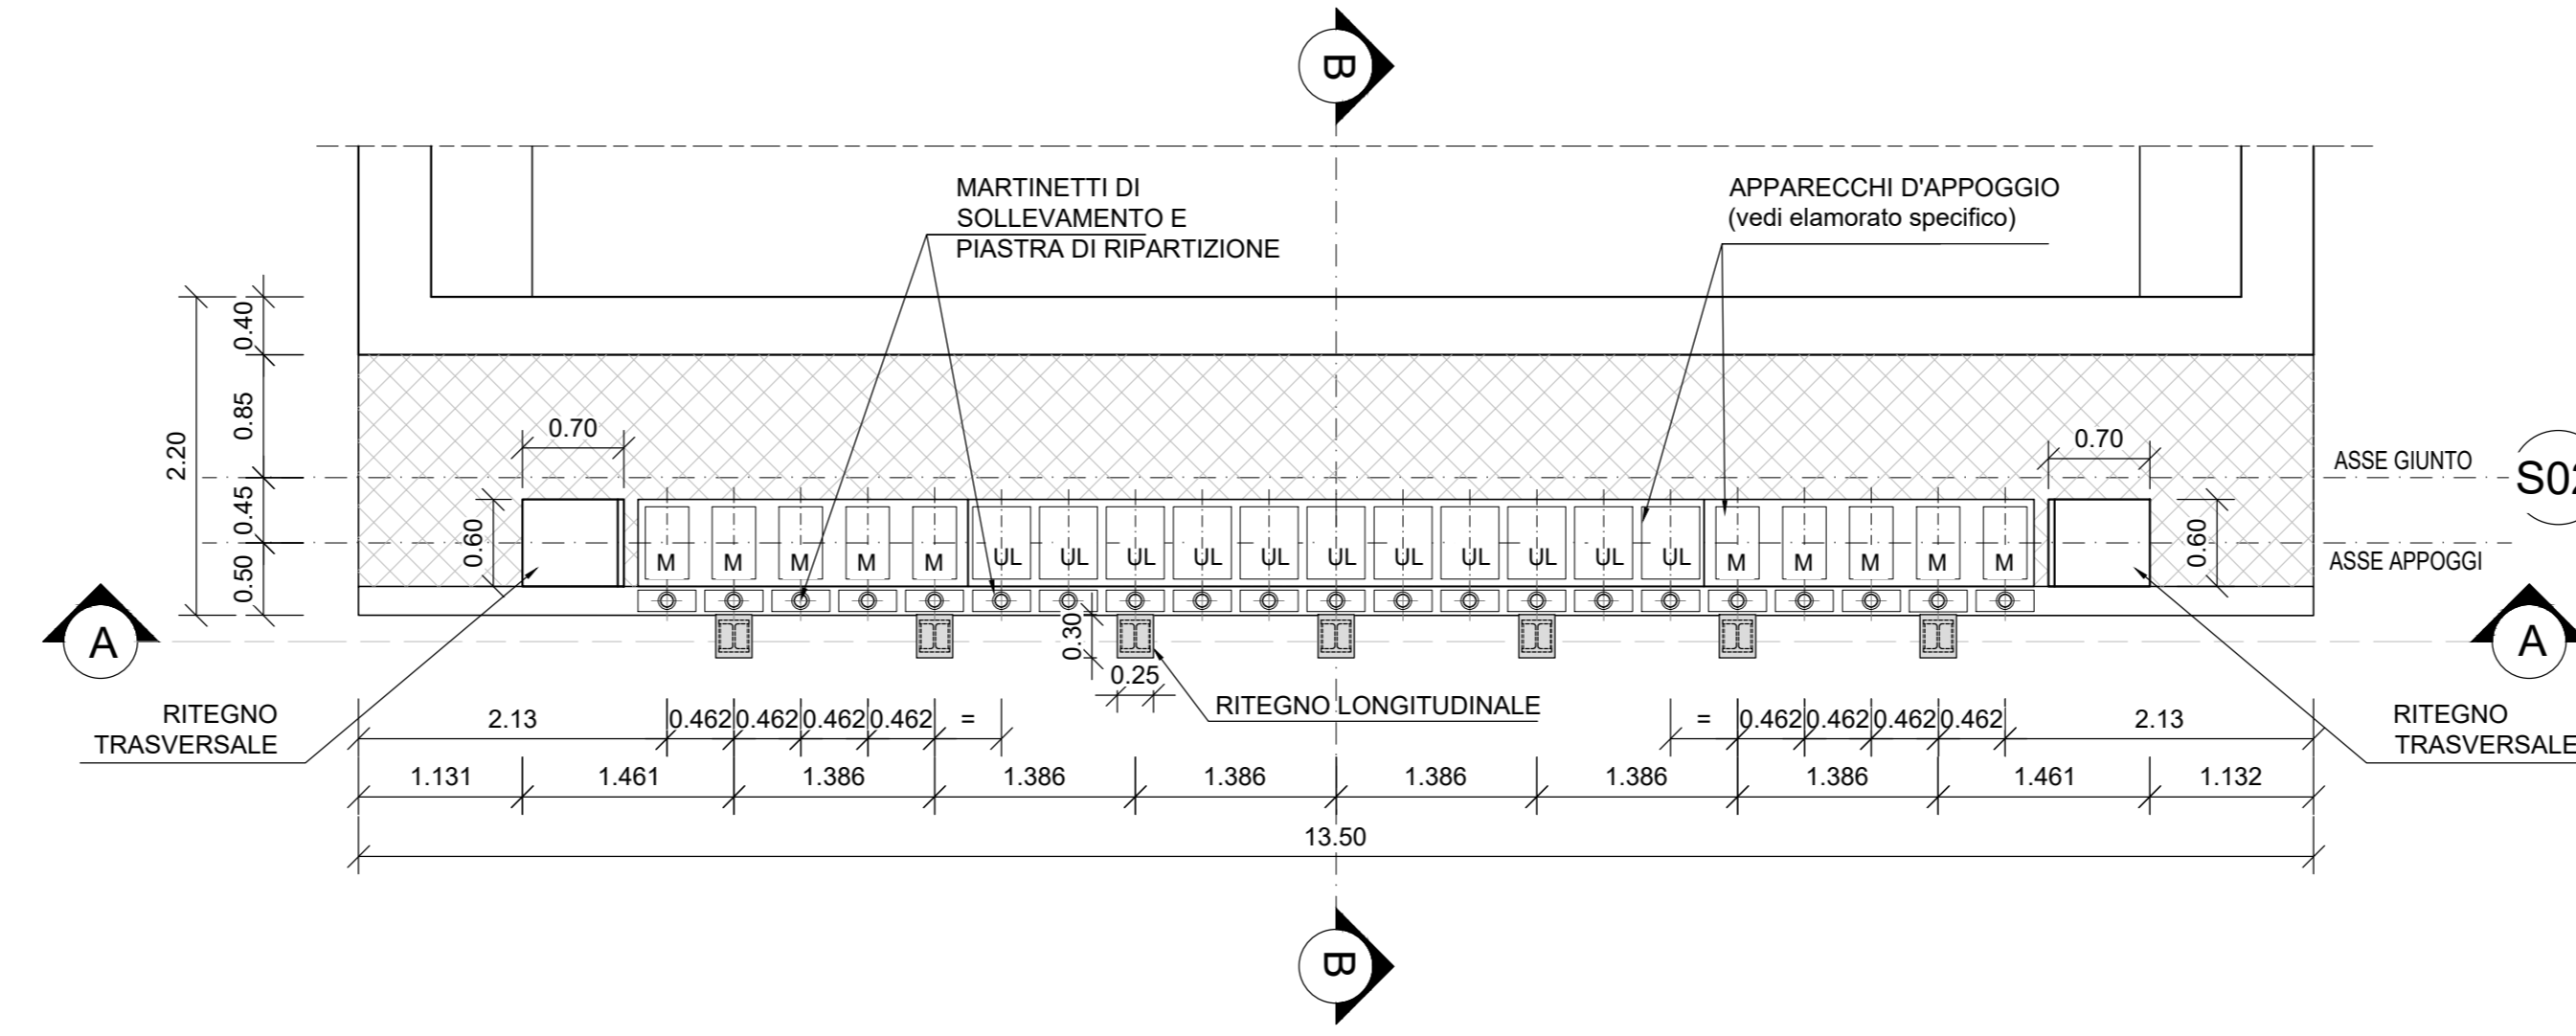 B
MARTINETTI DI
SOLLEVAMENTO E
PIASTRA DI RIPARTIZIONE
APPARECCHI D'APPOGGIO
(vedi elamorato specifico)
0.40
0.85
2.20
0.45
0.50
0.70
0.70
0.60
0.60
ASSE GIUNTO
S02
ASSE APPOGGI
M M M M M UL UL UL UL UL UL UL UL UL UL UL M M M M M
A
A
0.30
0.25
RITEGNO LONGITUDINALE
RITEGNO
TRASVERSALE
RITEGNO
TRASVERSALE
2.13 0.462 0.462 0.462 0.462 = = 0.462 0.462 0.462 0.462 2.13
1.131 1.461 1.386 1.386 1.386 1.386 1.386 1.386 1.461 1.132
13.50
B